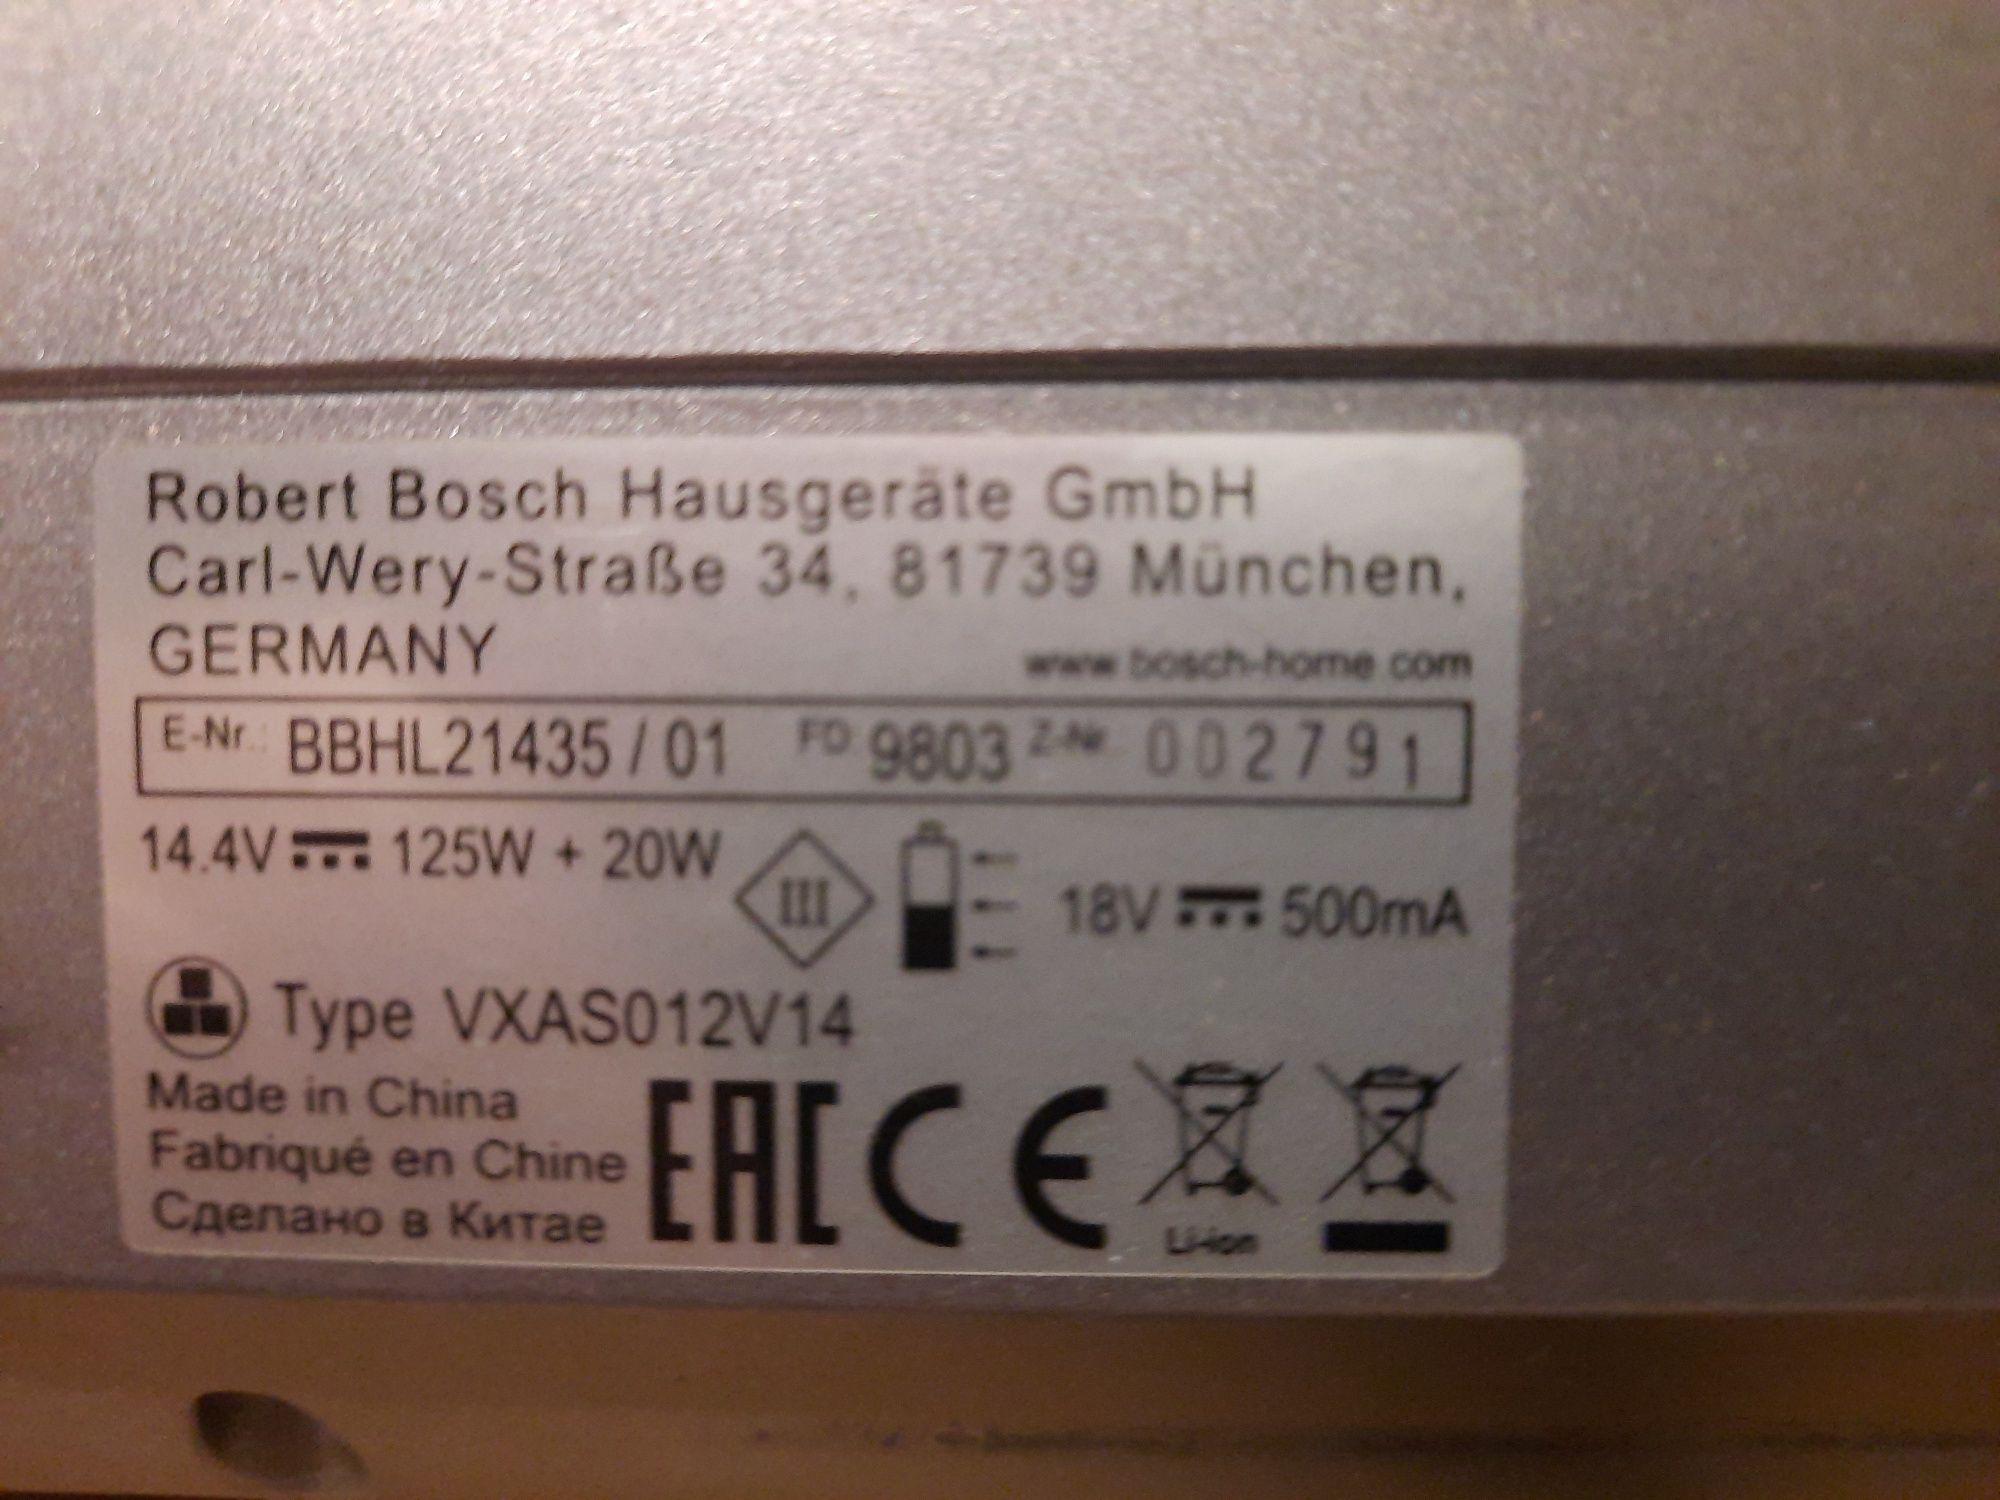 Robert Bosch Hausgeräte GmbH
Carl-Wery-Straße 34, 81739 München,
GERMANY www.bosch-home.com
E-Nr.: BBHL21435 / 01 FD 9803 Z-Nr. 002791
14.4V 125W + 20W III 18V 500mA
Type VXAS012V14
Made in China
Fabriqué en Chine
Сделано в Китае
EAC CE Li-ion